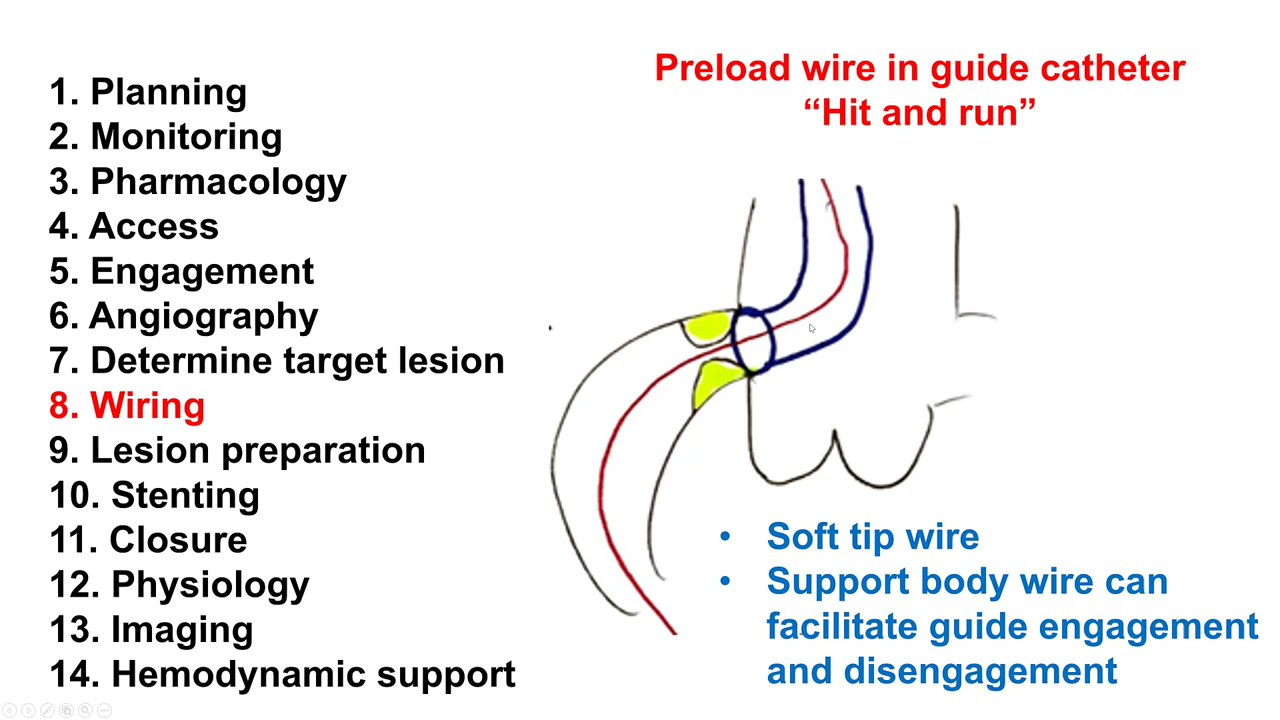 1. Planning
2. Monitoring
3. Pharmacology
4. Access
5. Engagement
6. Angiography
7. Determine target lesion
8. Wiring
9. Lesion preparation
10. Stenting
11. Closure
12. Physiology
13. Imaging
14. Hemodynamic support
Preload wire in guide catheter
“Hit and run”
• Soft tip wire
• Support body wire can
facilitate guide engagement
and disengagement